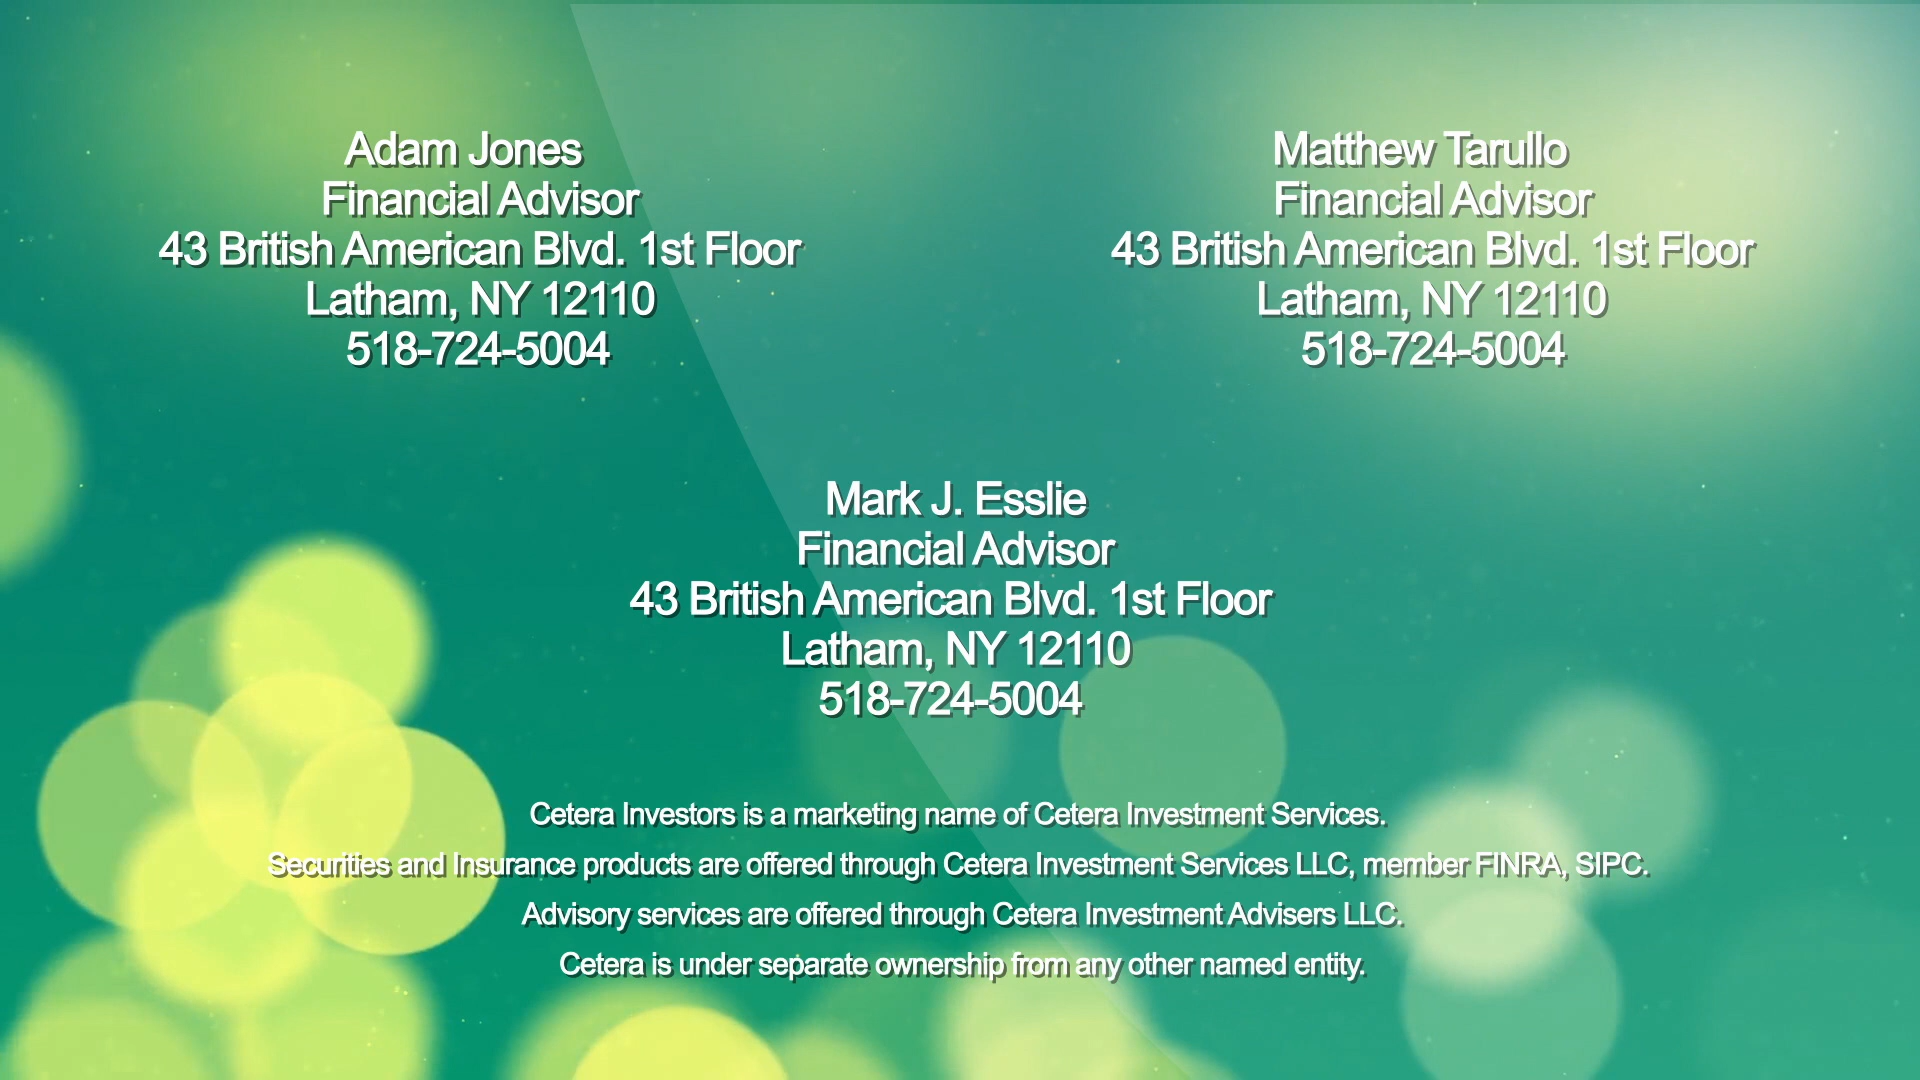 Adam Jones
Financial Advisor
43 British American Blvd. 1st Floor
Latham, NY 12110
518-724-5004
Matthew Tarullo
Financial Advisor
43 British American Blvd. 1st Floor
Latham, NY 12110
518-724-5004
Mark J. Esslie
Financial Advisor
43 British American Blvd. 1st Floor
Latham, NY 12110
518-724-5004
Cetera Investors is a marketing name of Cetera Investment Services.
Securities and Insurance products are offered through Cetera Investment Services LLC, member FINRA, SIPC.
Advisory services are offered through Cetera Investment Advisers LLC.
Cetera is under separate ownership from any other named entity.